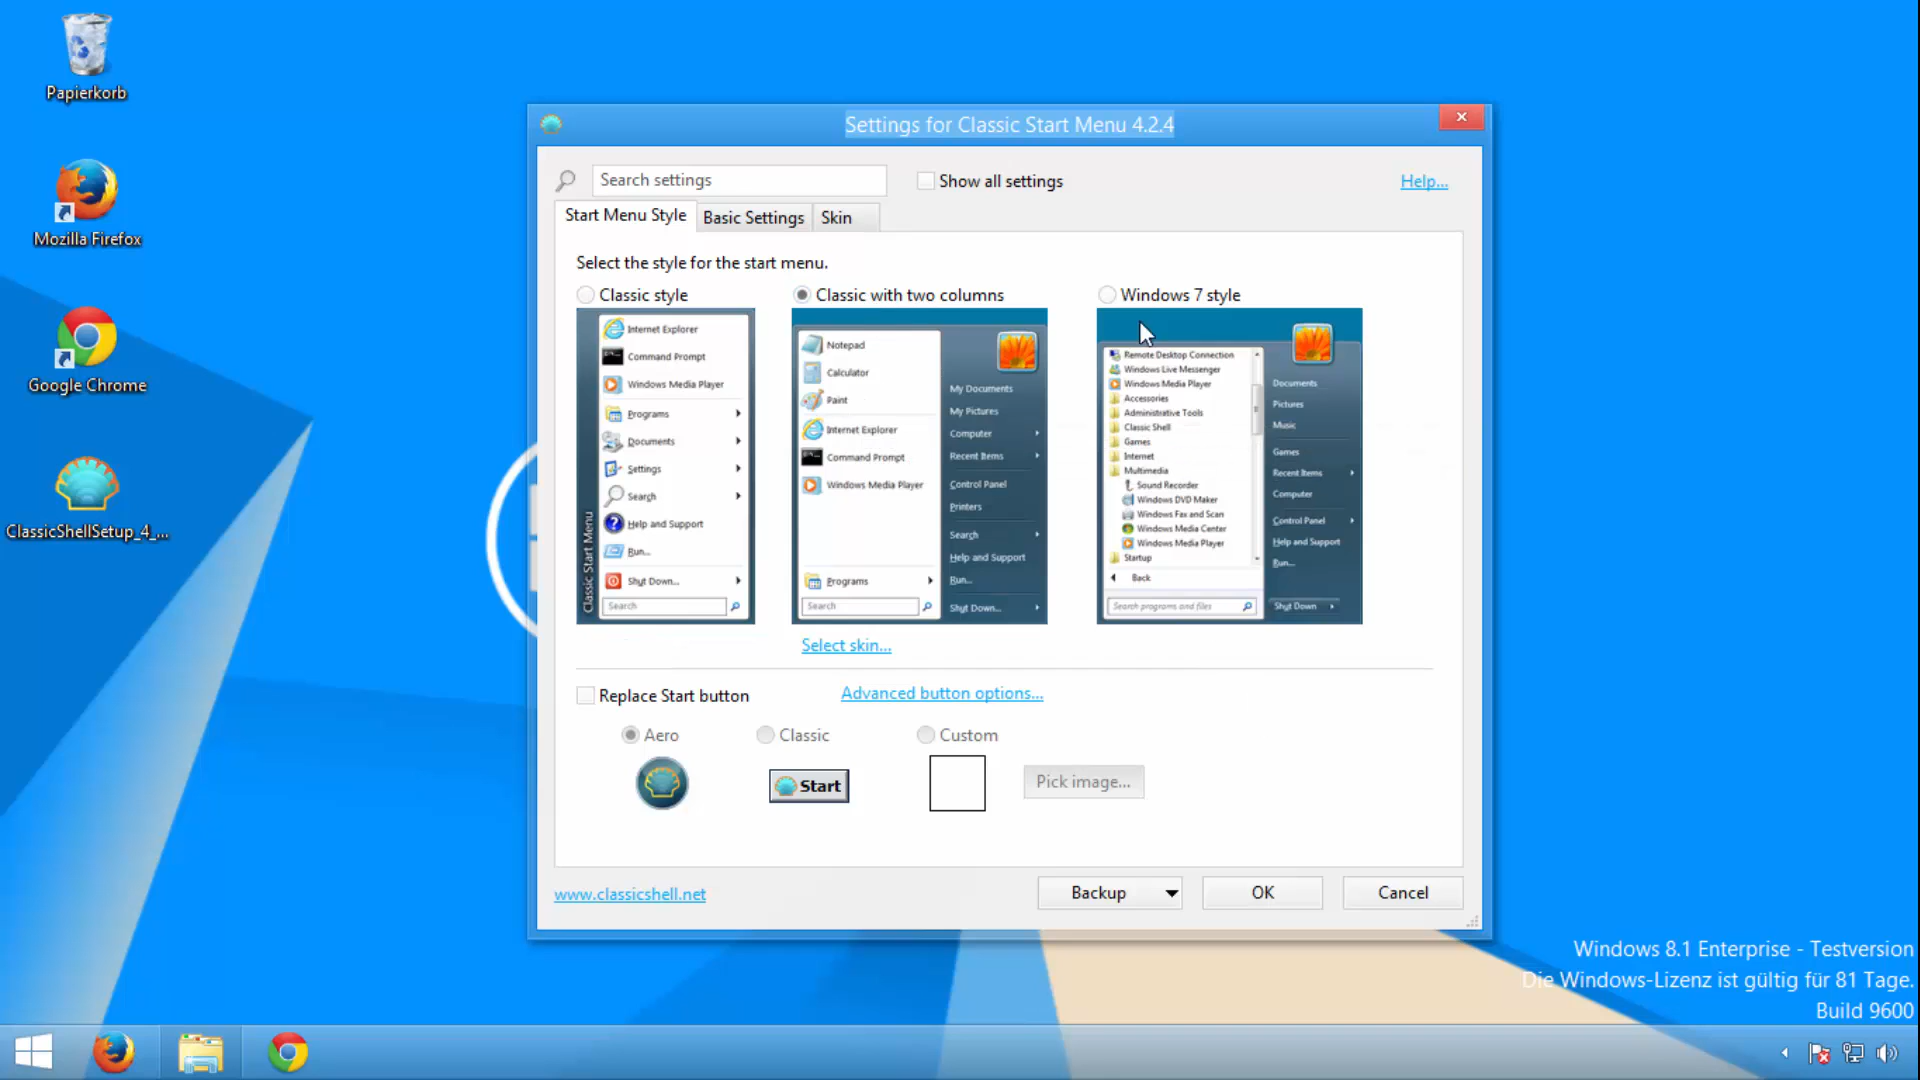 Papierkorb
Mozilla Firefox
Google Chrome
ClassicShellSetup_4_...
Settings for Classic Start Menu 4.2.4
Search settings
Show all settings
Help...
Start Menu Style
Basic Settings
Skin
Select the style for the start menu.
Classic style
Classic with two columns
Windows 7 style
Internet Explorer
Command Prompt
Windows Media Player
Programs
Documents
Settings
Search
Help and Support
Run...
Shut Down...
Search
Classic Start Menu
Notepad
Calculator
Paint
Internet Explorer
Command Prompt
Windows Media Player
Programs
Search
My Documents
My Pictures
Computer
Recent Items
Control Panel
Printers
Search
Help and Support
Run...
Shut Down...
Remote Desktop Connection
Windows Live Messenger
Windows Media Player
Accessories
Administrative Tools
Classic Shell
Games
Internet
Multimedia
Sound Recorder
Windows DVD Maker
Windows Fax and Scan
Windows Media Center
Windows Media Player
Startup
Back
Search programs and files
Documents
Pictures
Music
Games
Recent Items
Computer
Control Panel
Help and Support
Run...
Shut Down
Select skin...
Replace Start button
Advanced button options...
Aero
Classic
Custom
Start
Pick image...
www.classicshell.net
Backup
OK
Cancel
Windows 8.1 Enterprise - Testversion
Die Windows-Lizenz ist gültig für 81 Tage.
Build 9600